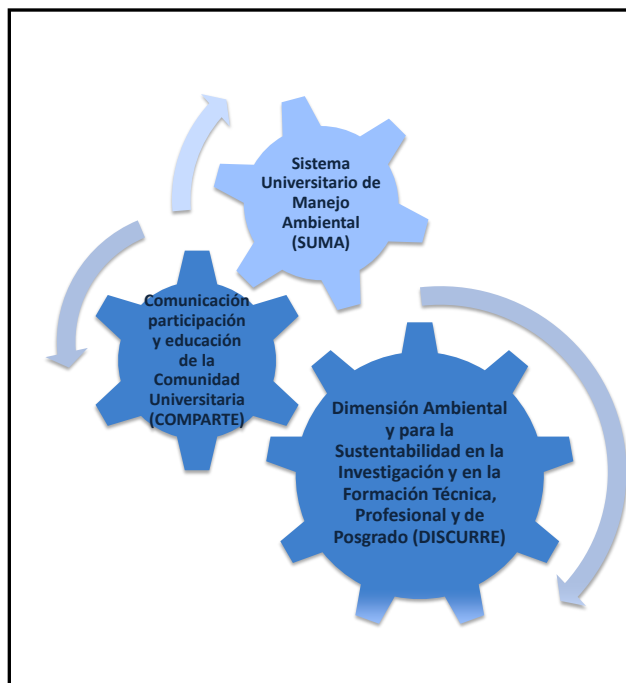 Sistema
Universitario de
Manejo
Ambiental
(SUMA)
Comunicación
participación
y educación
de la
Comunidad
Universitaria
(COMPARTE)
Dimensión Ambiental
y para la
Sustentabilidad en la
Investigación y en la
Formación Técnica,
Profesional y de
Posgrado (DISCURRE)